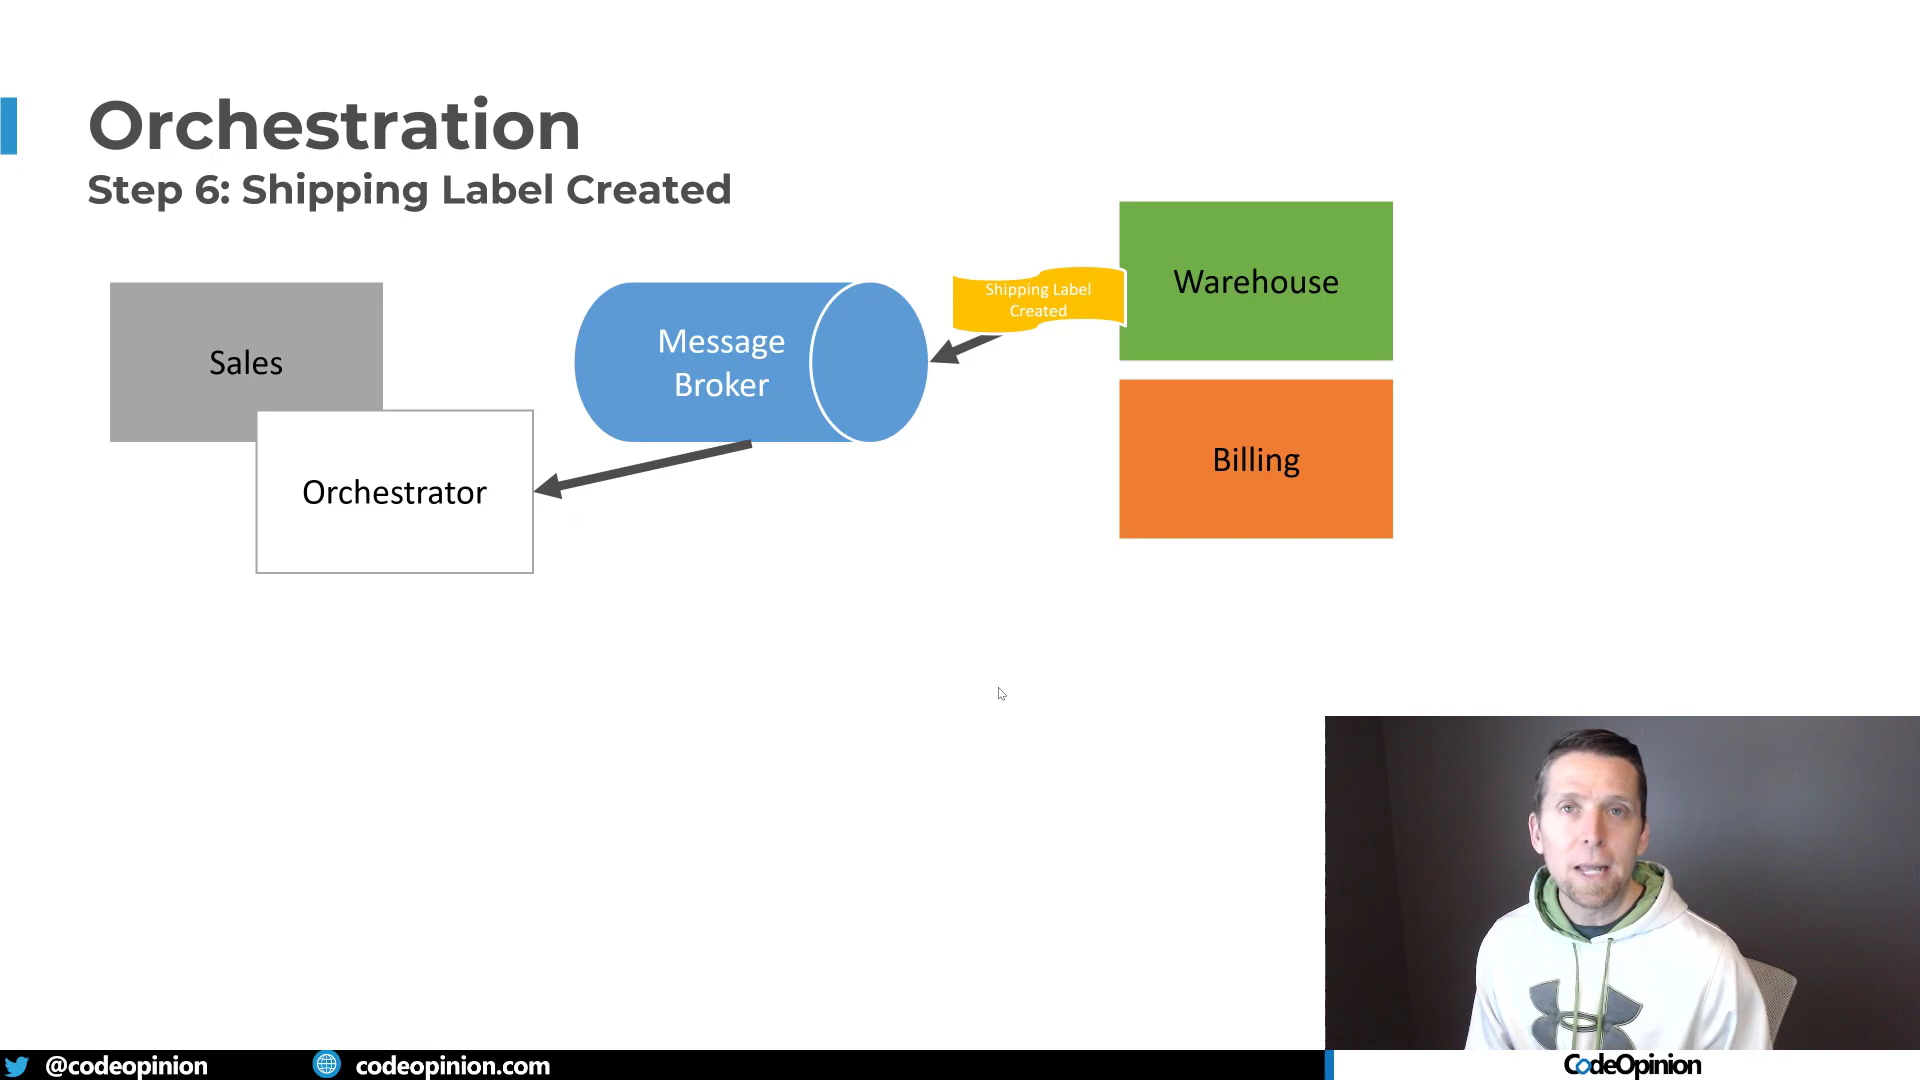 Orchestration
Step 6: Shipping Label Created
Sales
Orchestrator
Message
Broker
Shipping Label
Created
Warehouse
Billing
@codeopinion
codeopinion.com
CodeOpinion